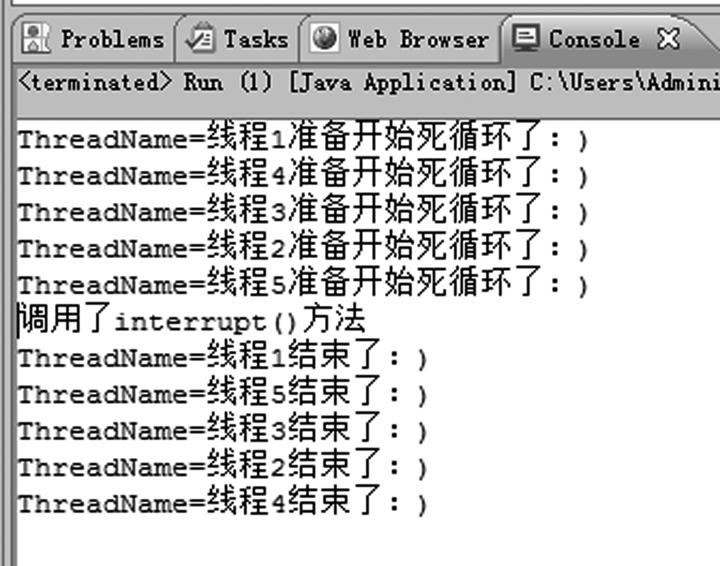 Problems Tasks Web Browser Console
<terminated> Run (1) [Java Application] C:\Users\Admini
ThreadName=线程1准备开始死循环了：)
ThreadName=线程4准备开始死循环了：)
ThreadName=线程3准备开始死循环了：)
ThreadName=线程2准备开始死循环了：)
ThreadName=线程5准备开始死循环了：)
调用了interrupt()方法
ThreadName=线程1结束了：)
ThreadName=线程5结束了：)
ThreadName=线程3结束了：)
ThreadName=线程2结束了：)
ThreadName=线程4结束了：)